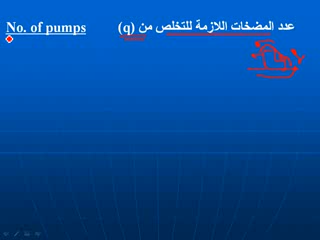 No. of pumps عدد المضخات اللازمة للتخلص من (q)